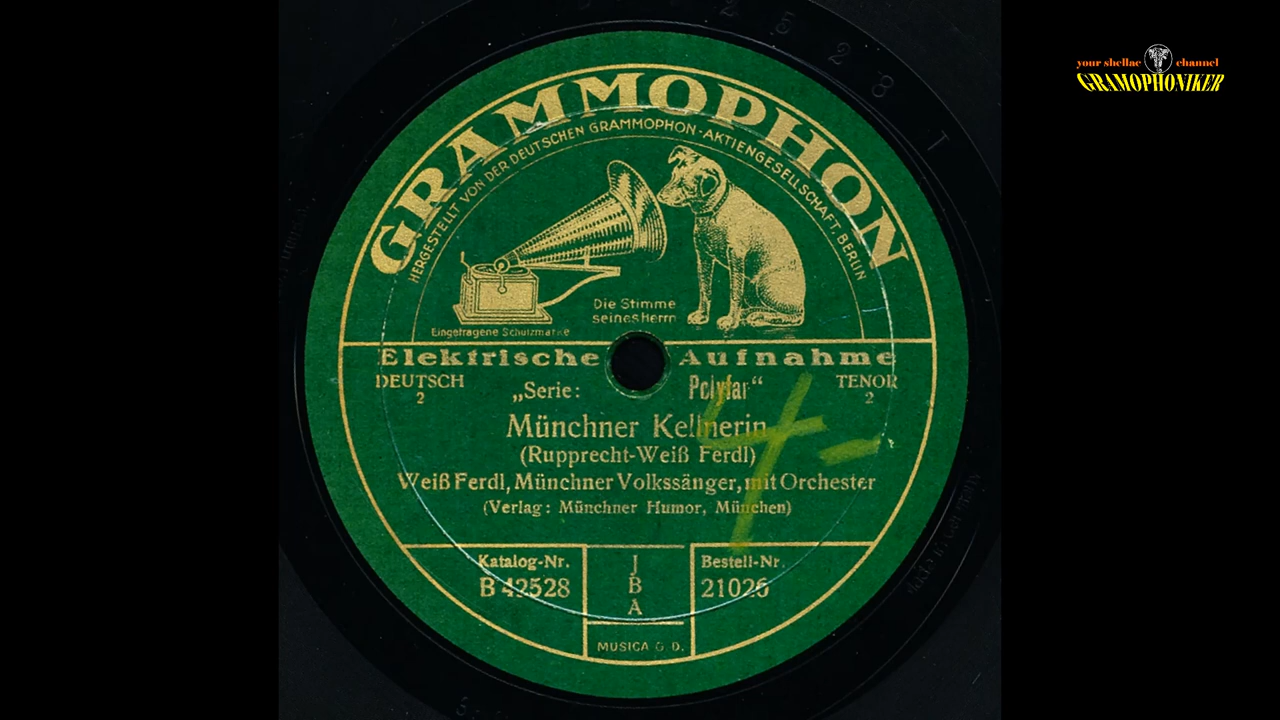 your shellac channel
GRAMOPHONIKER
GRAMMOPHON
HERGESTELLT VON DER DEUTSCHEN GRAMMOPHON-AKTIENGESELLSCHAFT, BERLIN
Die Stimme
seines Herrn
Eingetragene Schutzmarke
Elektrische Aufnahme
DEUTSCH
2
„Serie: Polyfar“
TENOR
2
Münchner Kellnerin
(Rupprecht-Weiß Ferdl)
Weiß Ferdl, Münchner Volkssänger, mit Orchester
(Verlag: Münchner Humor, München)
Katalog-Nr.
B 42528
J
B
A
Bestell-Nr.
21026
MUSICA G. D.
4-